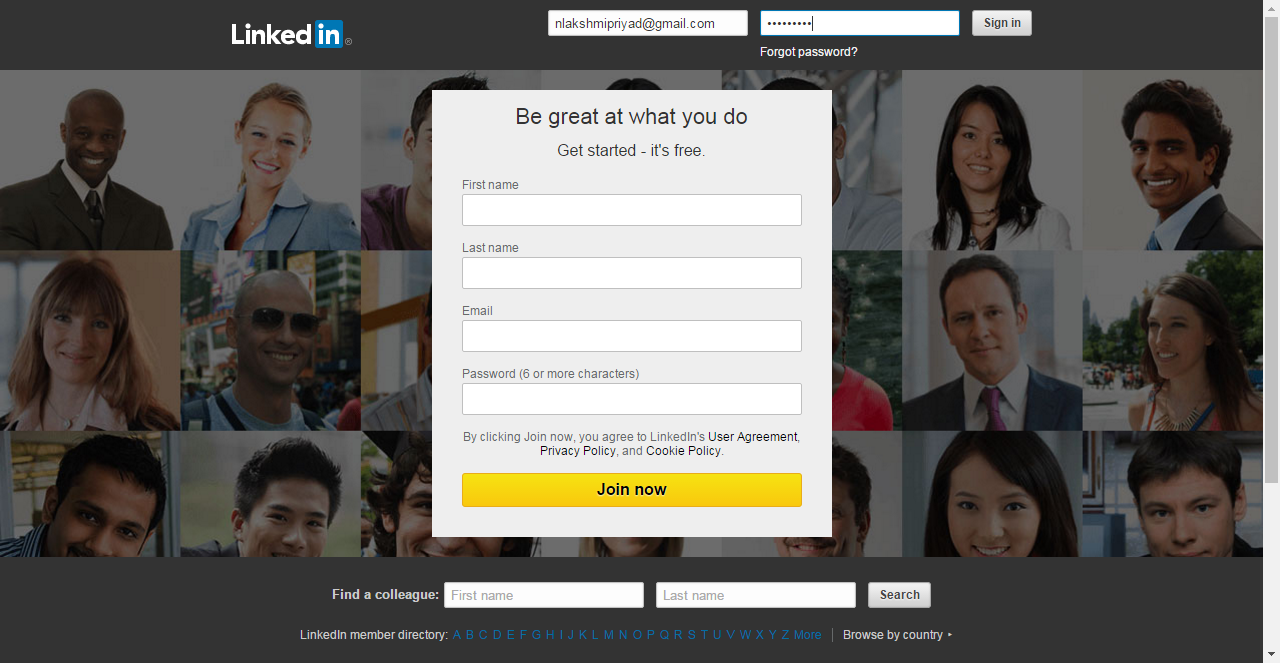 Linked in ®
nlakshmipriyad@gmail.com ••••••••• Sign in
Forgot password?
Be great at what you do
Get started - it's free.
First name
Last name
Email
Password (6 or more characters)
By clicking Join now, you agree to LinkedIn's User Agreement,
Privacy Policy, and Cookie Policy.
Join now
Find a colleague: First name Last name Search
LinkedIn member directory: A B C D E F G H I J K L M N O P Q R S T U V W X Y Z More Browse by country ▸